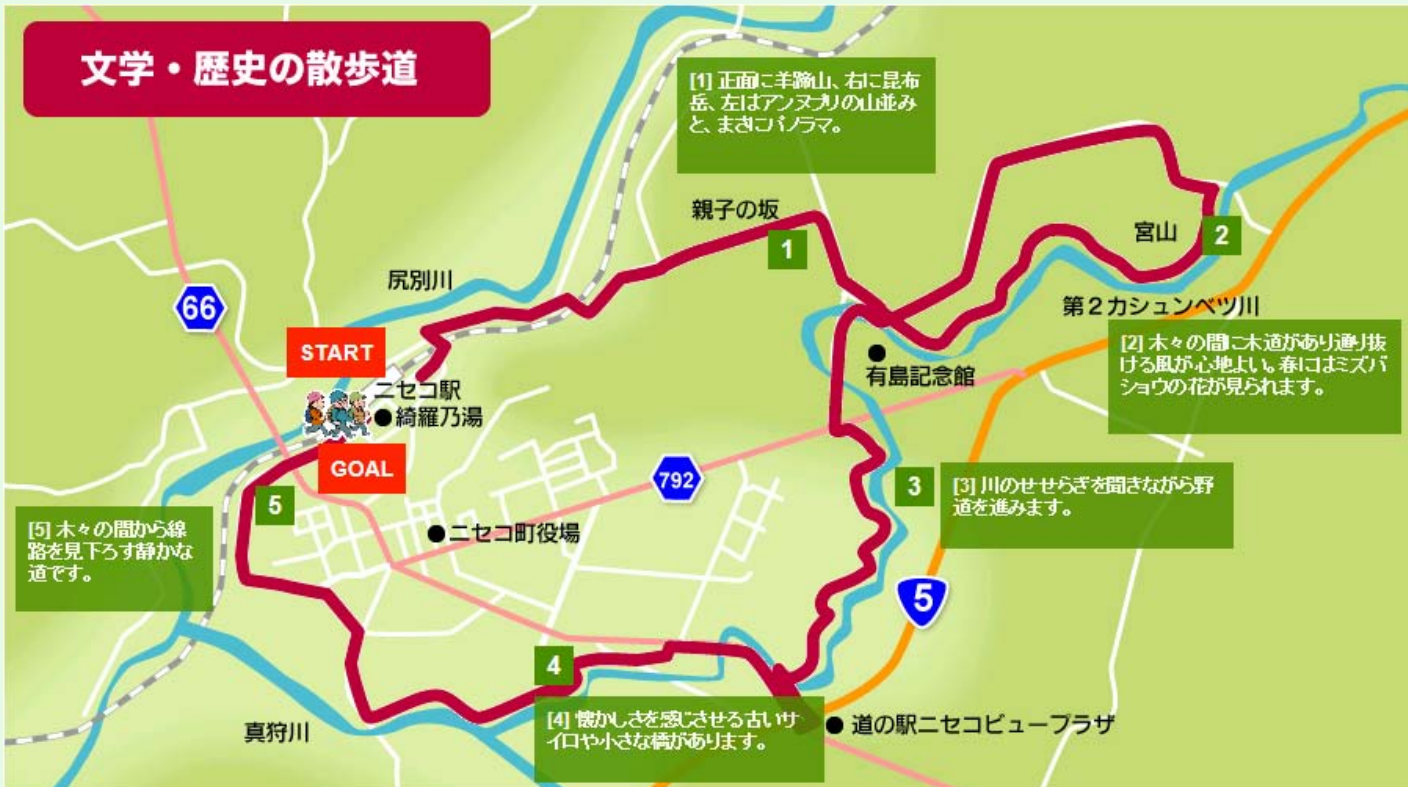 文学・歴史の散歩道
[1] 正面に羊蹄山、右に昆布
岳、左はアンヌプリの山並み
と、まさにパノラマ。
親子の坂
1
宮山
2
尻別川
66
第2カシュンベツ川
START
[2] 木々の間に木道があり通り抜
ける風が心地よい。春にはミズバ
ショウの花が見られます。
有島記念館
ニセコ駅
綺羅乃湯
GOAL
792
3
[3] 川のせせらぎを聞きながら野
道を進みます。
5
[5] 木々の間から線
路を見下ろす静かな
道です。
ニセコ町役場
5
4
[4] 懐かしさを感じさせる古いサ
イロや小さな橋があります。
真狩川
道の駅ニセコビュープラザ